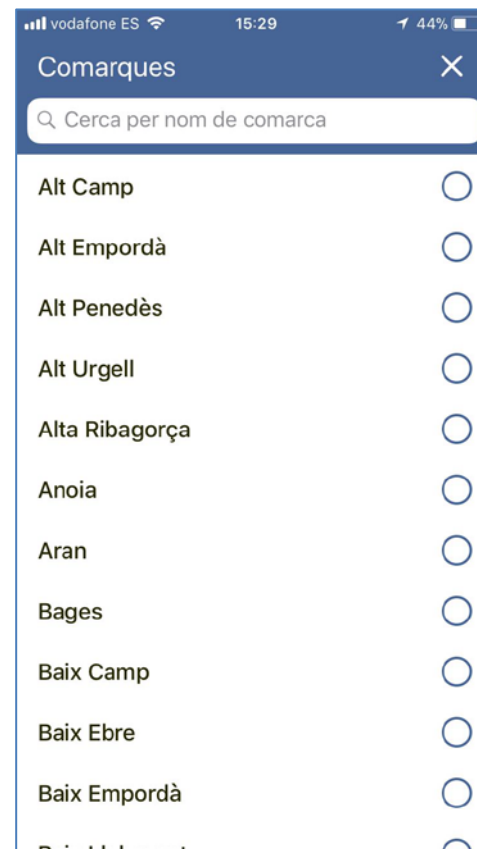 vodafone ES 15:29 44%
Comarques
Cerca per nom de comarca
Alt Camp
Alt Empordà
Alt Penedès
Alt Urgell
Alta Ribagorça
Anoia
Aran
Bages
Baix Camp
Baix Ebre
Baix Empordà